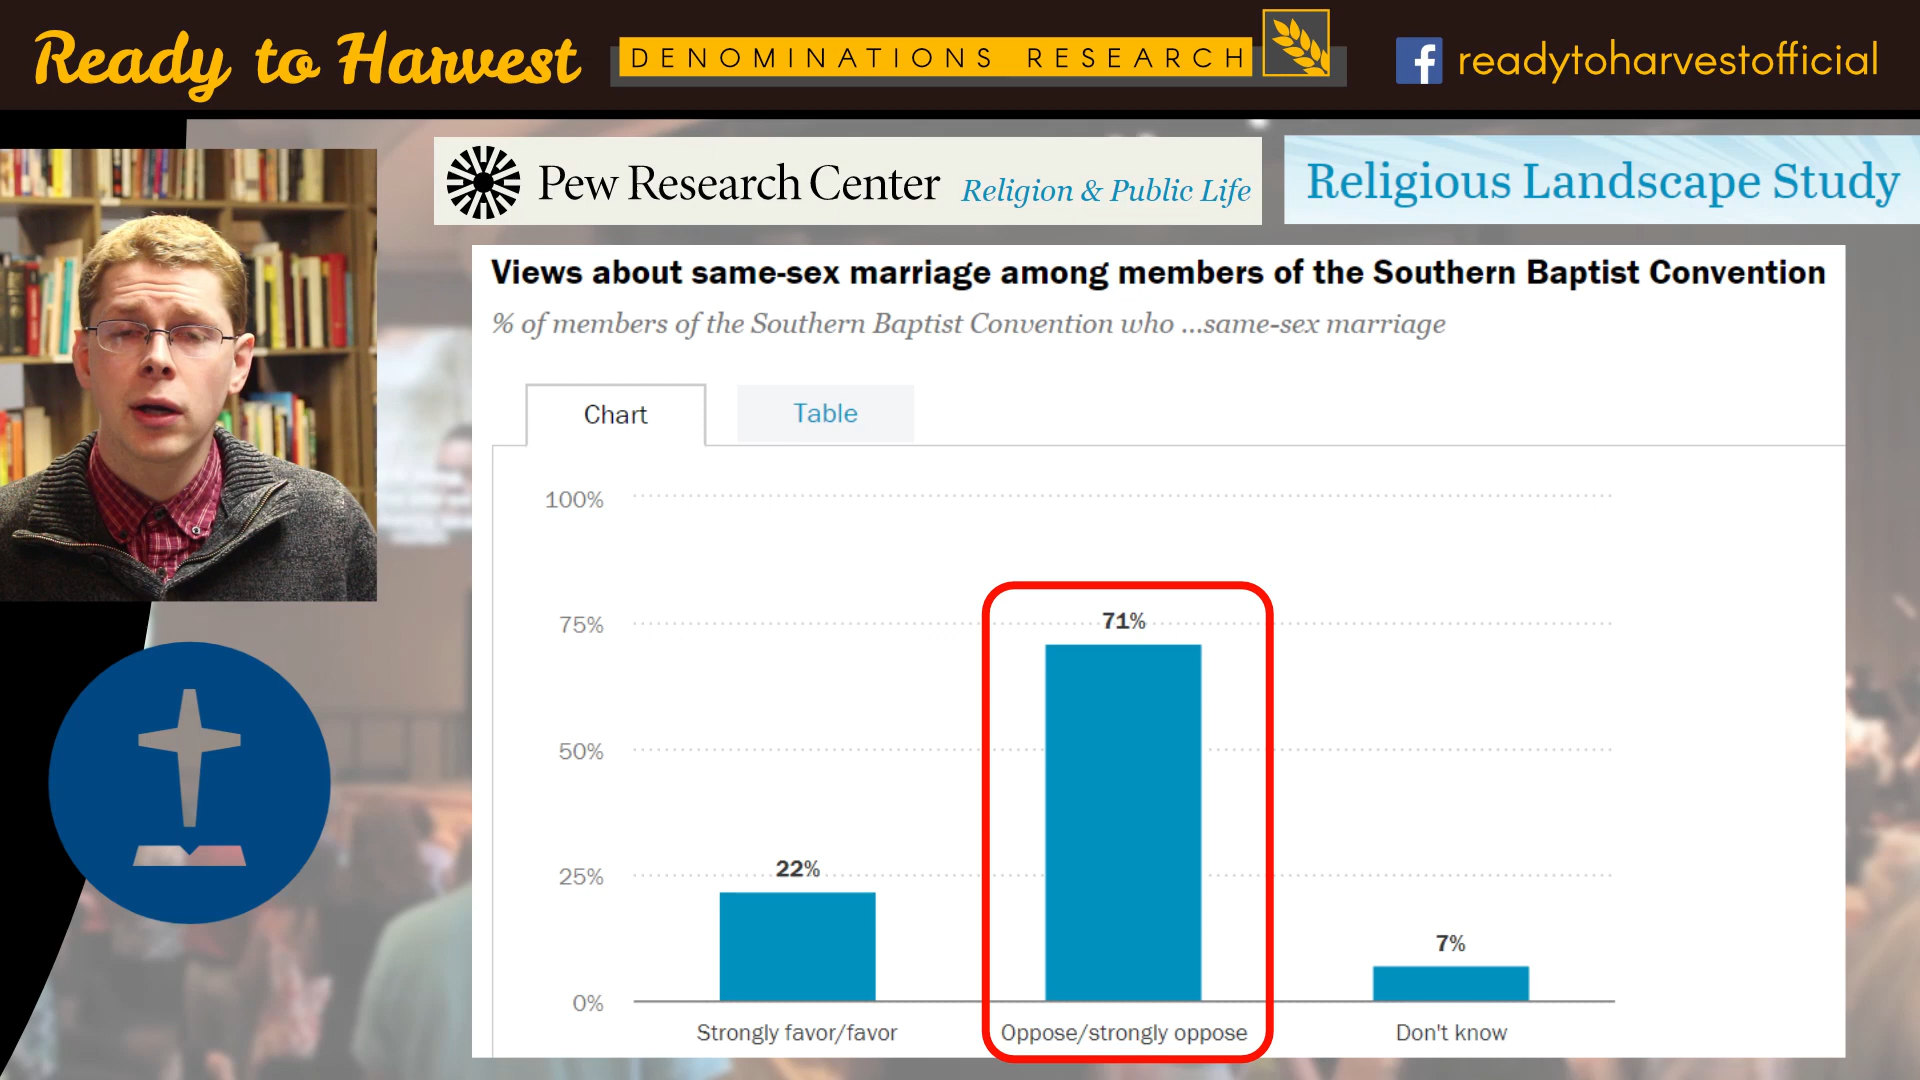 Ready to Harvest
DENOMINATIONS RESEARCH
readytoharvestofficial
Pew Research Center Religion & Public Life
Religious Landscape Study
Views about same-sex marriage among members of the Southern Baptist Convention
% of members of the Southern Baptist Convention who ...same-sex marriage
Chart
Table
100%
75%
50%
25%
0%
22%
71%
7%
Strongly favor/favor
Oppose/strongly oppose
Don't know